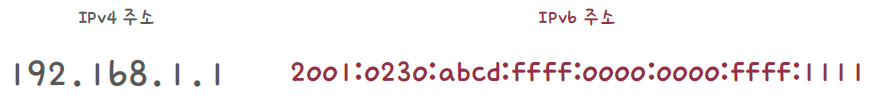 IPv4 주소
IPv6 주소
192.168.1.1
2001:0230:abcd:ffff:0000:0000:ffff:1111